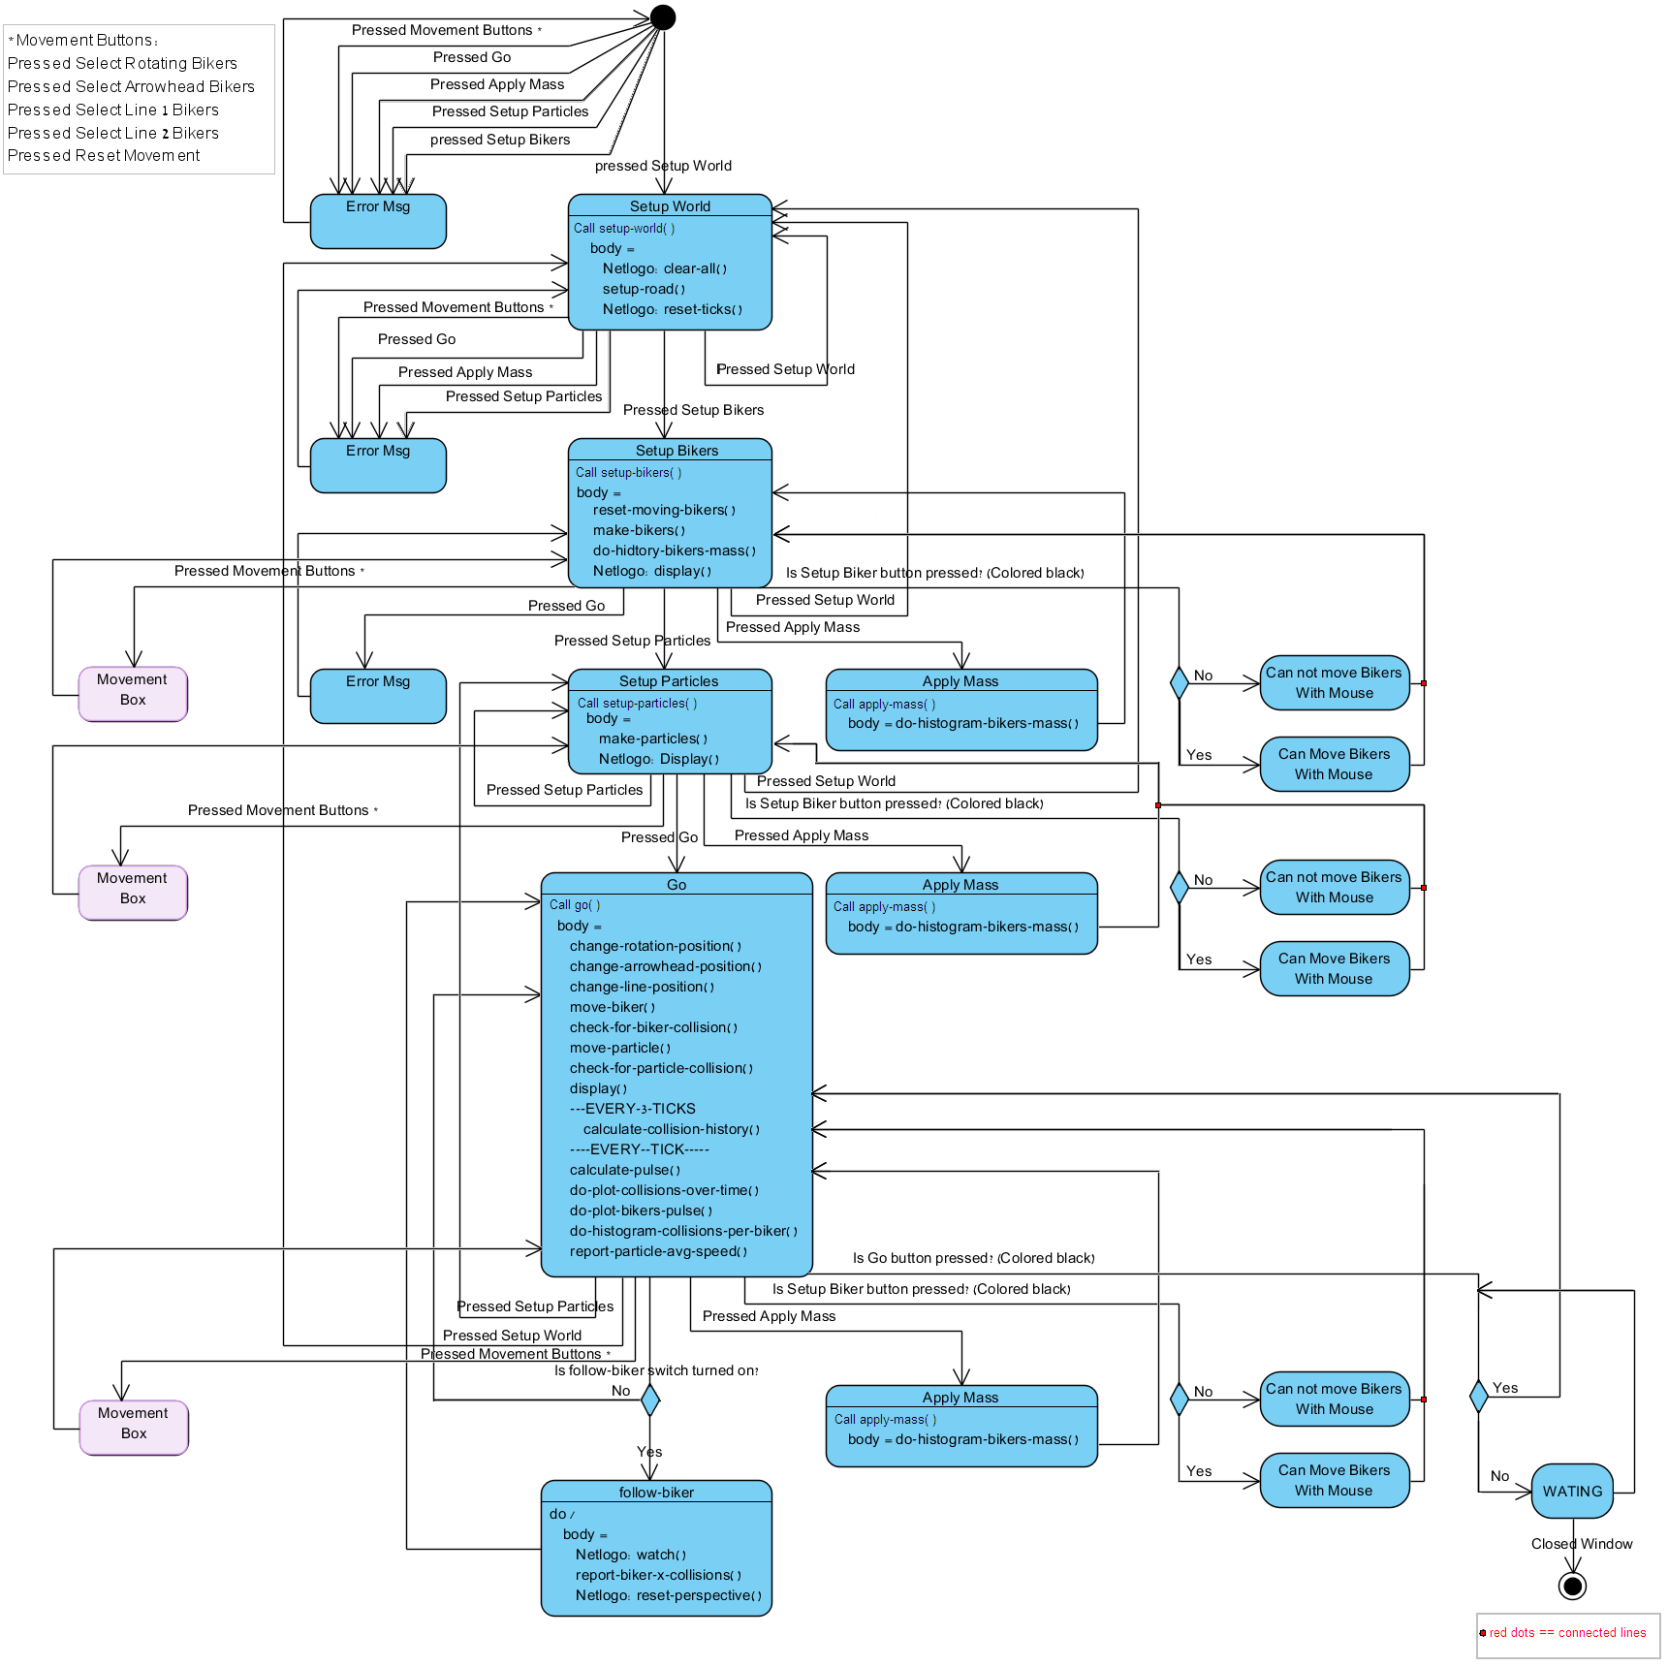 *Movement Buttons:
Pressed Select Rotating Bikers
Pressed Select Arrowhead Bikers
Pressed Select Line 1 Bikers
Pressed Select Line 2 Bikers
Pressed Reset Movement
Pressed Movement Buttons *
Pressed Go
Pressed Apply Mass
Pressed Setup Particles
pressed Setup Bikers
pressed Setup World
Error Msg
Setup World
Call setup-world( )
body =
Netlogo: clear-all()
setup-road()
Netlogo: reset-ticks()
Pressed Movement Buttons *
Pressed Go
Pressed Apply Mass
Pressed Setup Particles
Pressed Setup World
Pressed Setup Bikers
Error Msg
Setup Bikers
Call setup-bikers( )
body =
reset-moving-bikers()
make-bikers()
do-hidtory-bikers-mass()
Netlogo: display()
Pressed Movement Buttons *
Is Setup Biker button pressed? (Colored black)
Pressed Go
Pressed Setup World
Pressed Apply Mass
Pressed Setup Particles
Movement
Box
Error Msg
Setup Particles
Call setup-particles( )
body =
make-particles()
Netlogo: Display()
Apply Mass
Call apply-mass( )
body = do-histogram-bikers-mass()
No
Can not move Bikers
With Mouse
Yes
Can Move Bikers
With Mouse
Pressed Setup World
Pressed Setup Particles
Is Setup Biker button pressed? (Colored black)
Pressed Movement Buttons *
Pressed Go
Pressed Apply Mass
Movement
Box
Go
Call go( )
body =
change-rotation-position()
change-arrowhead-position()
change-line-position()
move-biker()
check-for-biker-collision()
move-particle()
check-for-particle-collision()
display()
---EVERY-3-TICKS
calculate-collision-history()
----EVERY--TICK-----
calculate-pulse()
do-plot-collisions-over-time()
do-plot-bikers-pulse()
do-histogram-collisions-per-biker()
report-particle-avg-speed()
Apply Mass
Call apply-mass( )
body = do-histogram-bikers-mass()
No
Can not move Bikers
With Mouse
Yes
Can Move Bikers
With Mouse
Is Go button pressed? (Colored black)
Is Setup Biker button pressed? (Colored black)
Pressed Setup Particles
Pressed Apply Mass
Pressed Setup World
Pressed Movement Buttons *
Is follow-biker switch turned on?
No
Yes
Movement
Box
Apply Mass
Call apply-mass( )
body = do-histogram-bikers-mass()
No
Can not move Bikers
With Mouse
Yes
Can Move Bikers
With Mouse
Yes
No
WATING
Closed Window
follow-biker
do /
body =
Netlogo: watch()
report-biker-x-collisions()
Netlogo: reset-perspective()
red dots == connected lines